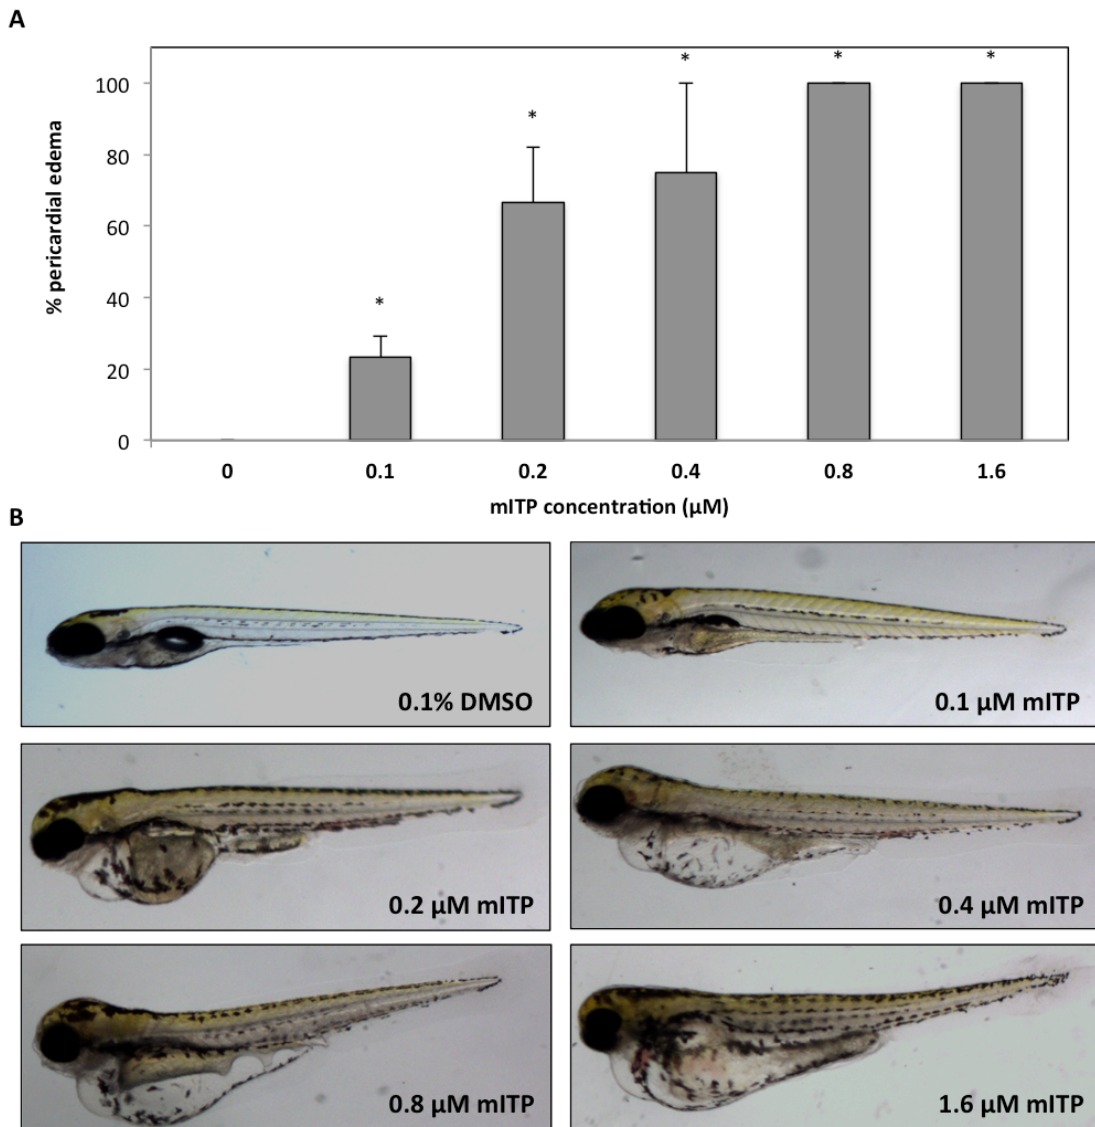 A
*
*
*
*
*
100
80
60
40
20
0
% pericardial edema
0 0.1 0.2 0.4 0.8 1.6
mITP concentration (µM)
B
0.1% DMSO
0.1 µM mITP
0.2 µM mITP
0.4 µM mITP
0.8 µM mITP
1.6 µM mITP